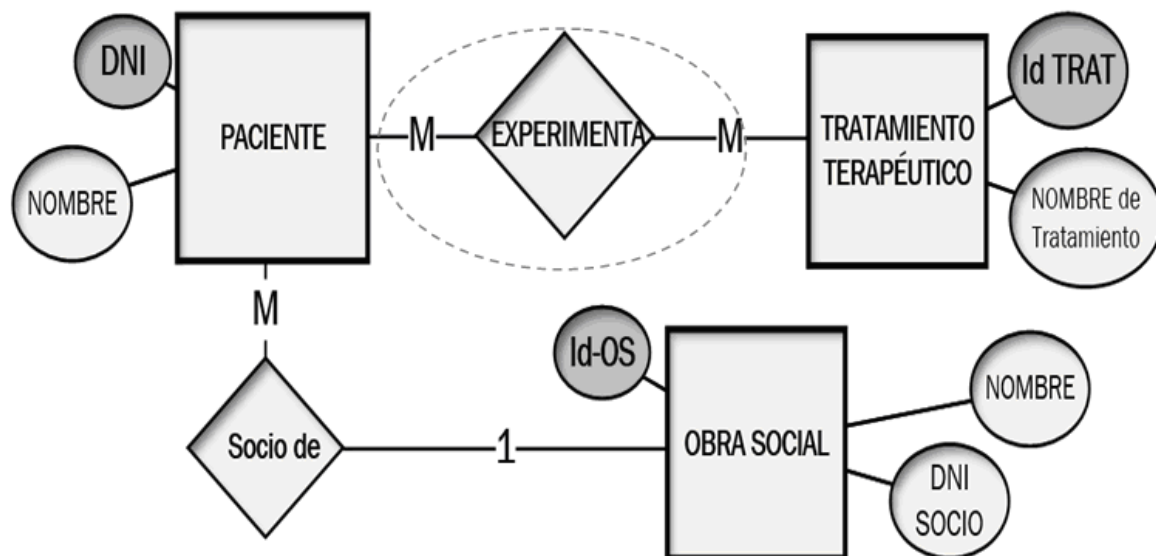 DNI
PACIENTE
NOMBRE
M
EXPERIMENTA
M
TRATAMIENTO
TERAPÉUTICO
Id TRAT
NOMBRE de
Tratamiento
M
Socio de
1
Id-OS
OBRA SOCIAL
NOMBRE
DNI
SOCIO